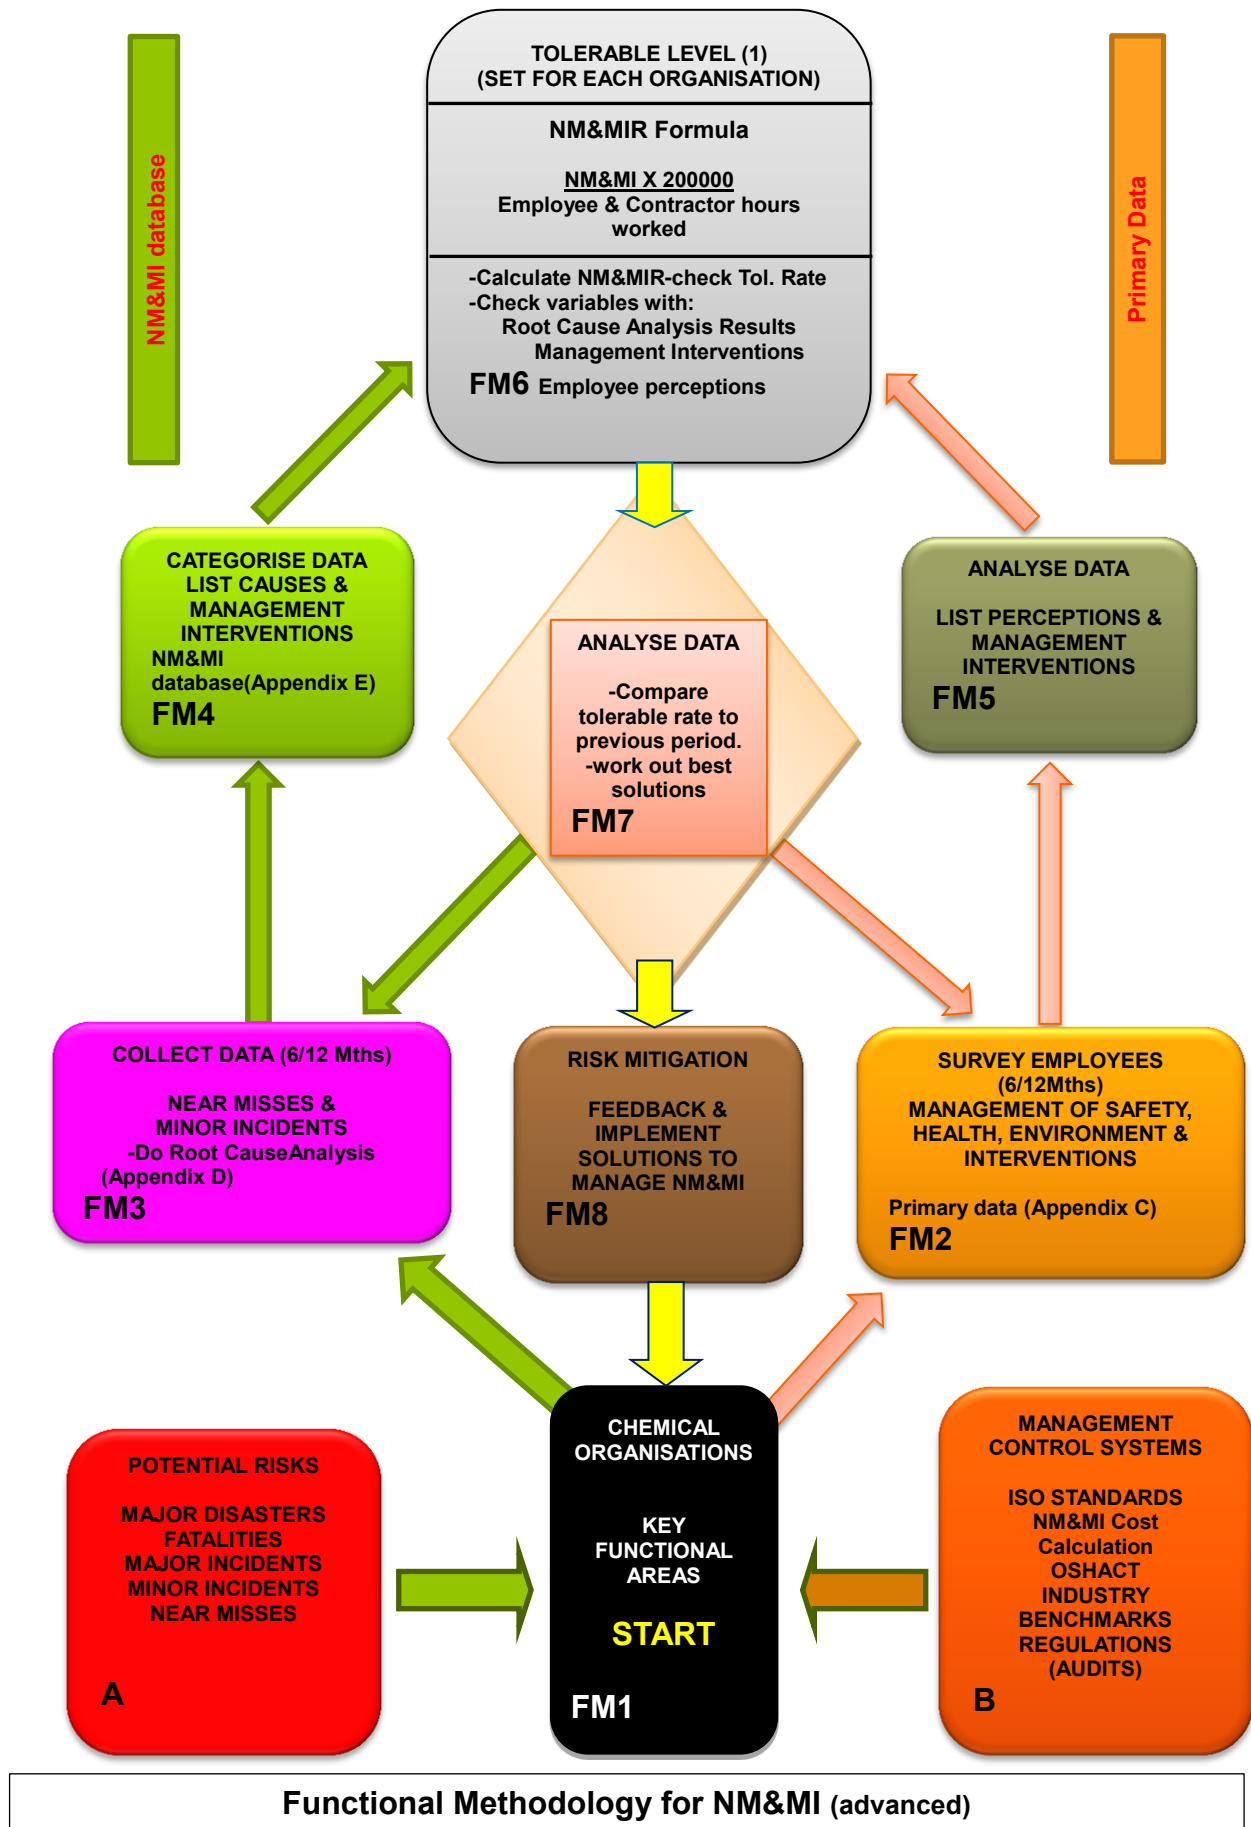 NM&MI database
TOLERABLE LEVEL (1)
(SET FOR EACH ORGANISATION)
NM&MIR Formula
NM&MI X 200000
Employee & Contractor hours
worked
-Calculate NM&MIR-check Tol. Rate
-Check variables with:
Root Cause Analysis Results
Management Interventions
FM6 Employee perceptions
Primary Data
CATEGORISE DATA
LIST CAUSES &
MANAGEMENT
INTERVENTIONS
NM&MI
database(Appendix E)
FM4
ANALYSE DATA
-Compare
tolerable rate to
previous period.
-work out best
solutions
FM7
ANALYSE DATA
LIST PERCEPTIONS &
MANAGEMENT
INTERVENTIONS
FM5
COLLECT DATA (6/12 Mths)
NEAR MISSES &
MINOR INCIDENTS
-Do Root CauseAnalysis
(Appendix D)
FM3
RISK MITIGATION
FEEDBACK &
IMPLEMENT
SOLUTIONS TO
MANAGE NM&MI
FM8
SURVEY EMPLOYEES
(6/12Mths)
MANAGEMENT OF SAFETY,
HEALTH, ENVIRONMENT &
INTERVENTIONS
Primary data (Appendix C)
FM2
POTENTIAL RISKS
MAJOR DISASTERS
FATALITIES
MAJOR INCIDENTS
MINOR INCIDENTS
NEAR MISSES
A
CHEMICAL
ORGANISATIONS
KEY
FUNCTIONAL
AREAS
START
FM1
MANAGEMENT
CONTROL SYSTEMS
ISO STANDARDS
NM&MI Cost
Calculation
OSHACT
INDUSTRY
BENCHMARKS
REGULATIONS
(AUDITS)
B
Functional Methodology for NM&MI (advanced)